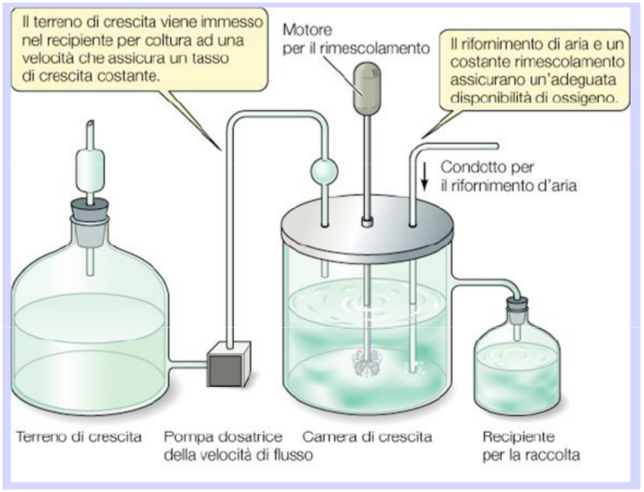 Il terreno di crescita viene immesso
nel recipiente per coltura ad una
velocità che assicura un tasso
di crescita costante.
Motore
per il rimescolamento
Il rifornimento di aria e un
costante rimescolamento
assicurano un'adeguata
disponibilità di ossigeno.
Condotto per
il rifornimento d'aria
Terreno di crescita
Pompa dosatrice
della velocità di flusso
Camera di crescita
Recipiente
per la raccolta